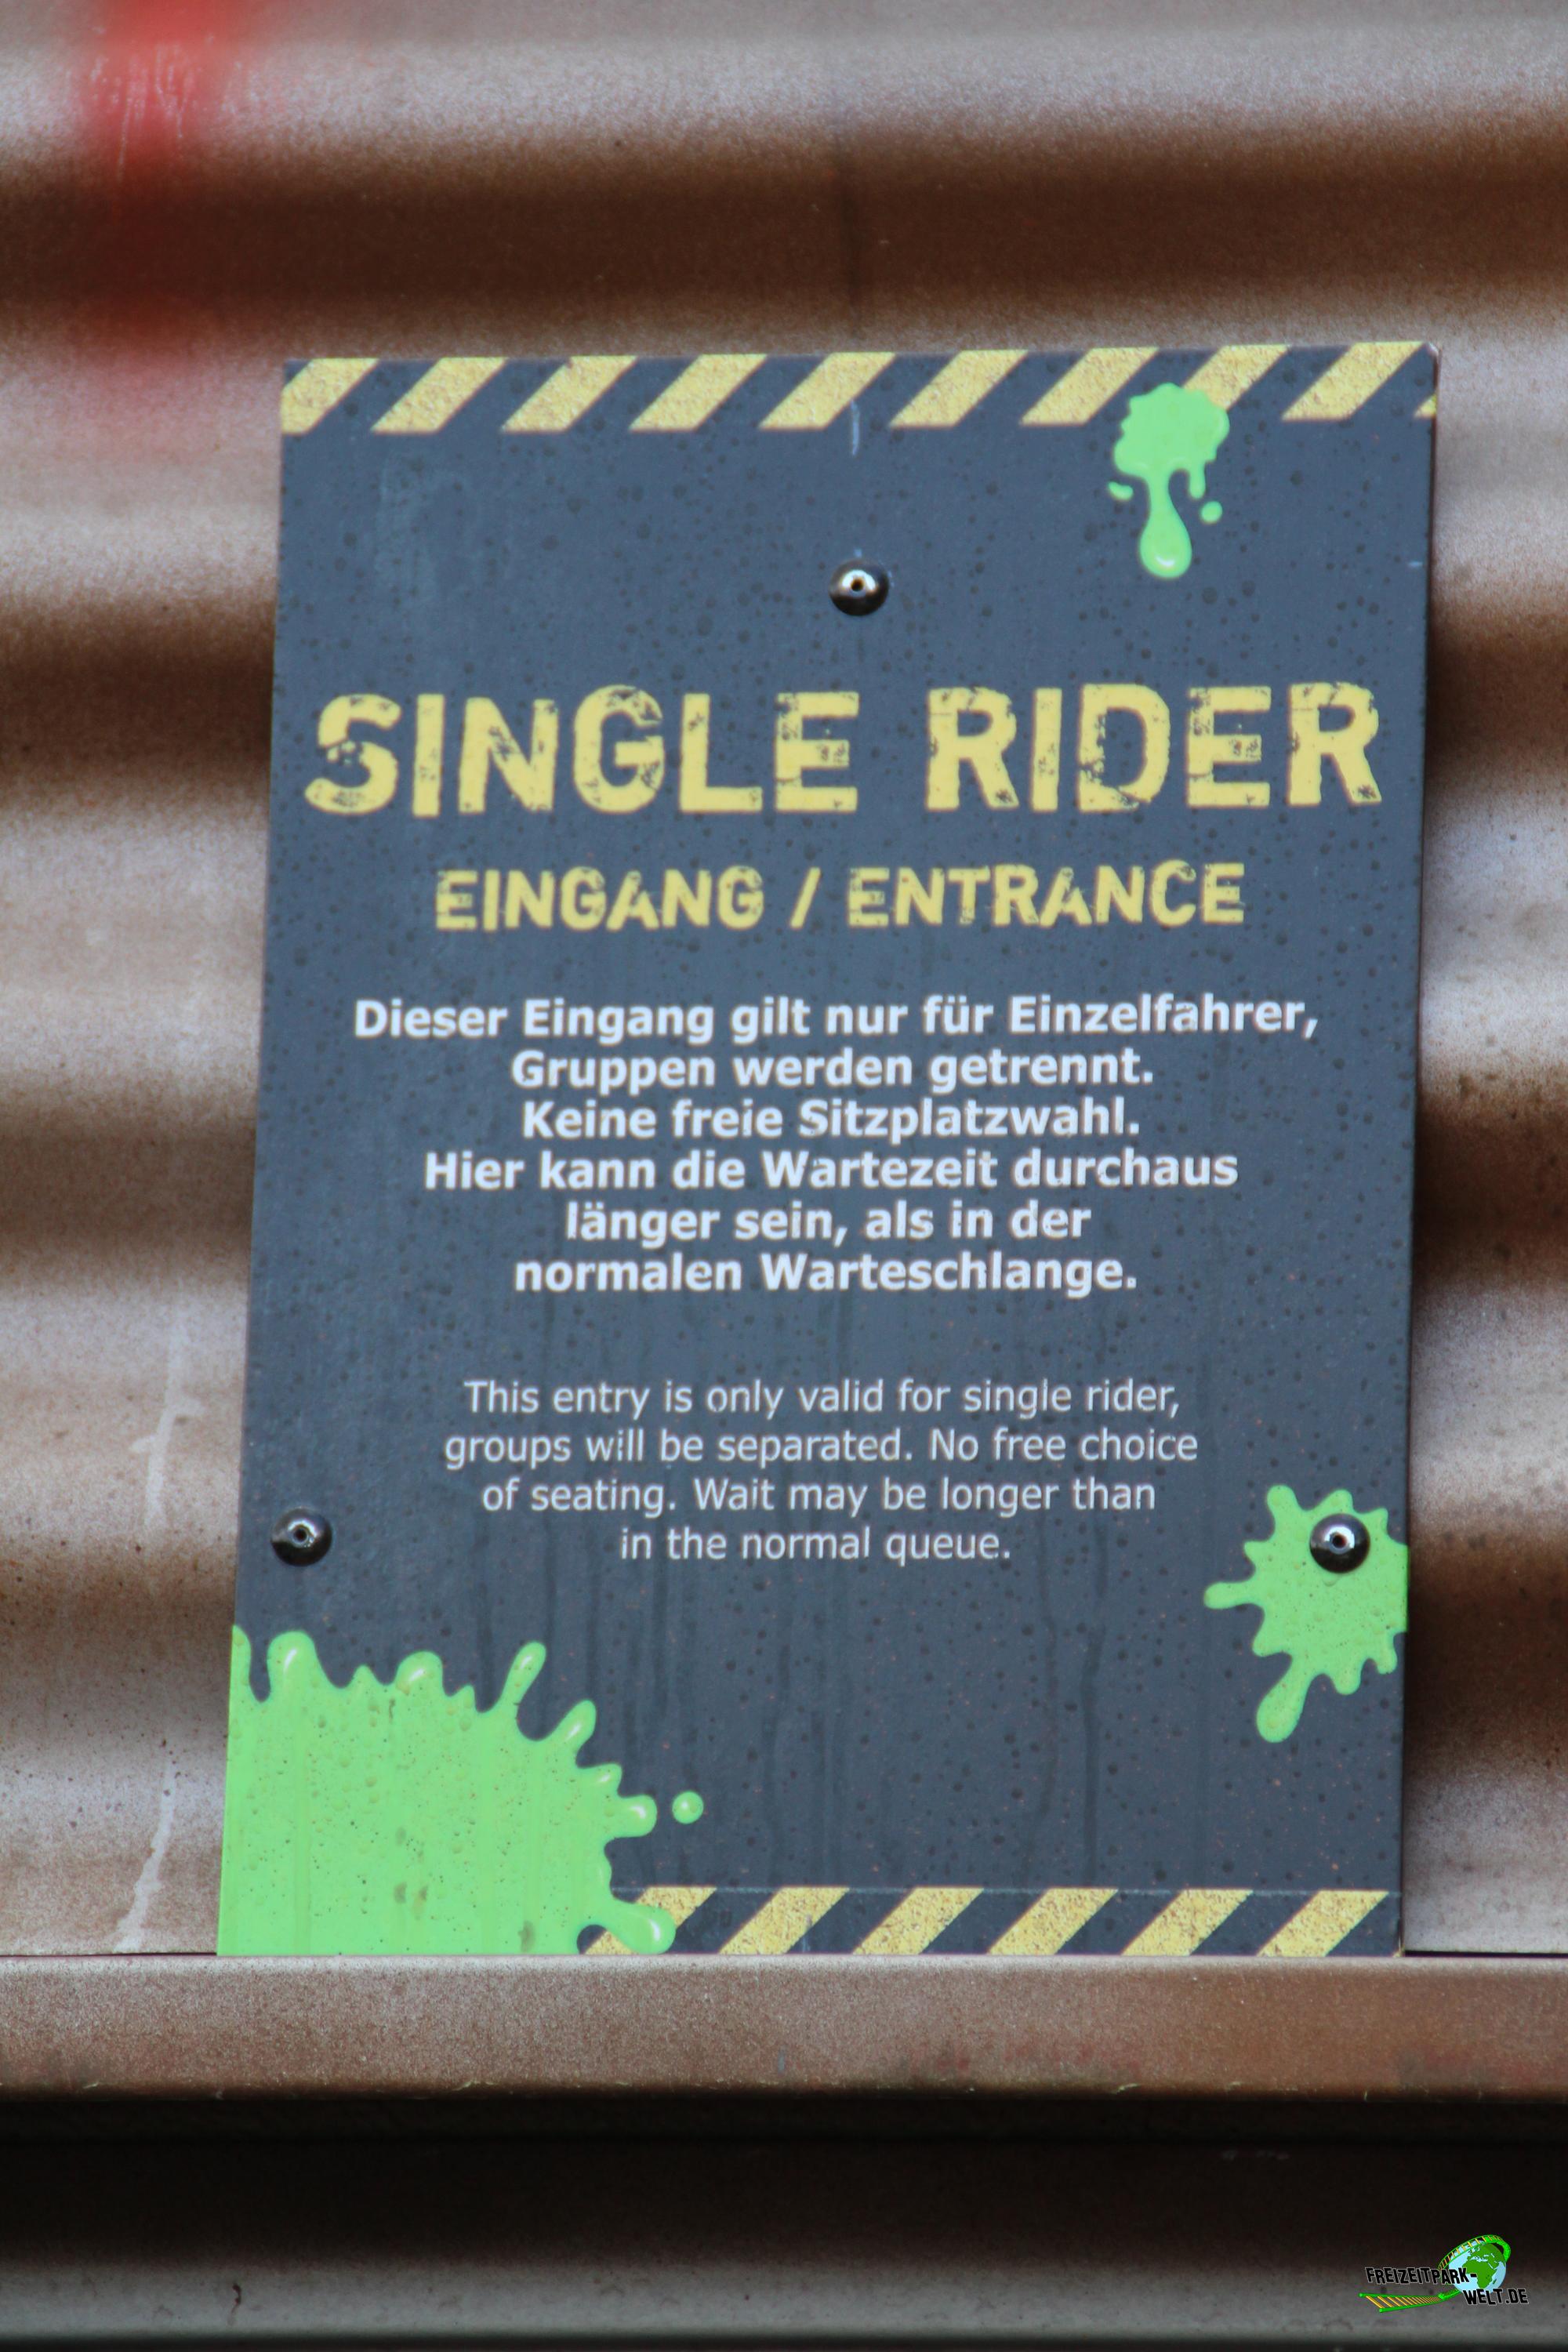 SINGLE RIDER
EINGANG / ENTRANCE
Dieser Eingang gilt nur für Einzelfahrer,
Gruppen werden getrennt.
Keine freie Sitzplatzwahl.
Hier kann die Wartezeit durchaus
länger sein, als in der
normalen Warteschlange.
This entry is only valid for single rider,
groups will be separated. No free choice
of seating. Wait may be longer than
in the normal queue.
FREIZEITPARK-
WELT.DE